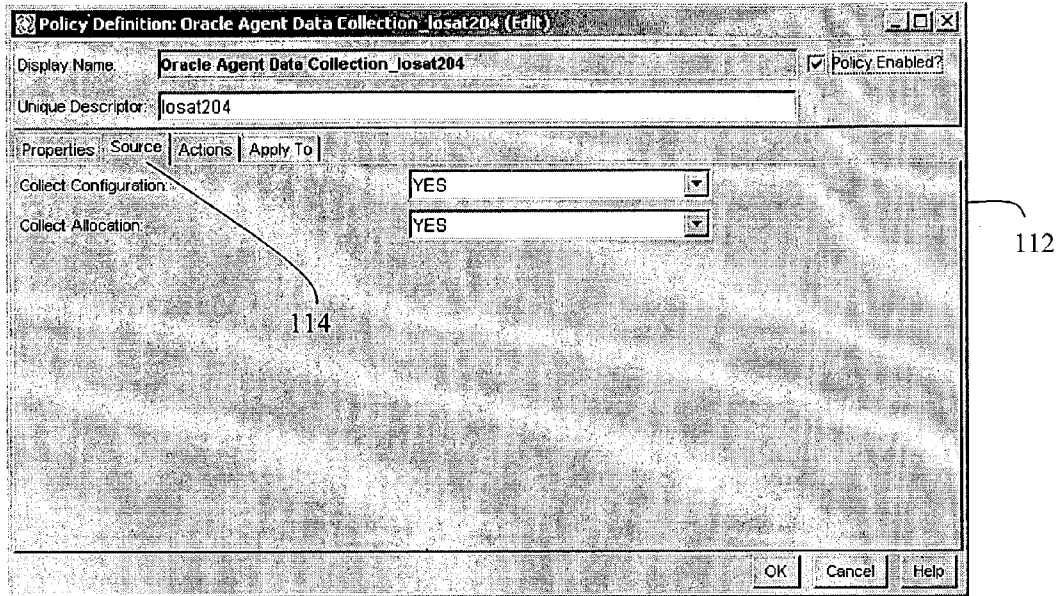 Policy Definition: Oracle Agent Data Collection_losat204 (Edit)
Display Name: Oracle Agent Data Collection_losat204 Policy Enabled?
Unique Descriptor: losat204
Properties Source Actions Apply To
Collect Configuration: YES
Collect Allocation: YES
112
114
OK Cancel Help